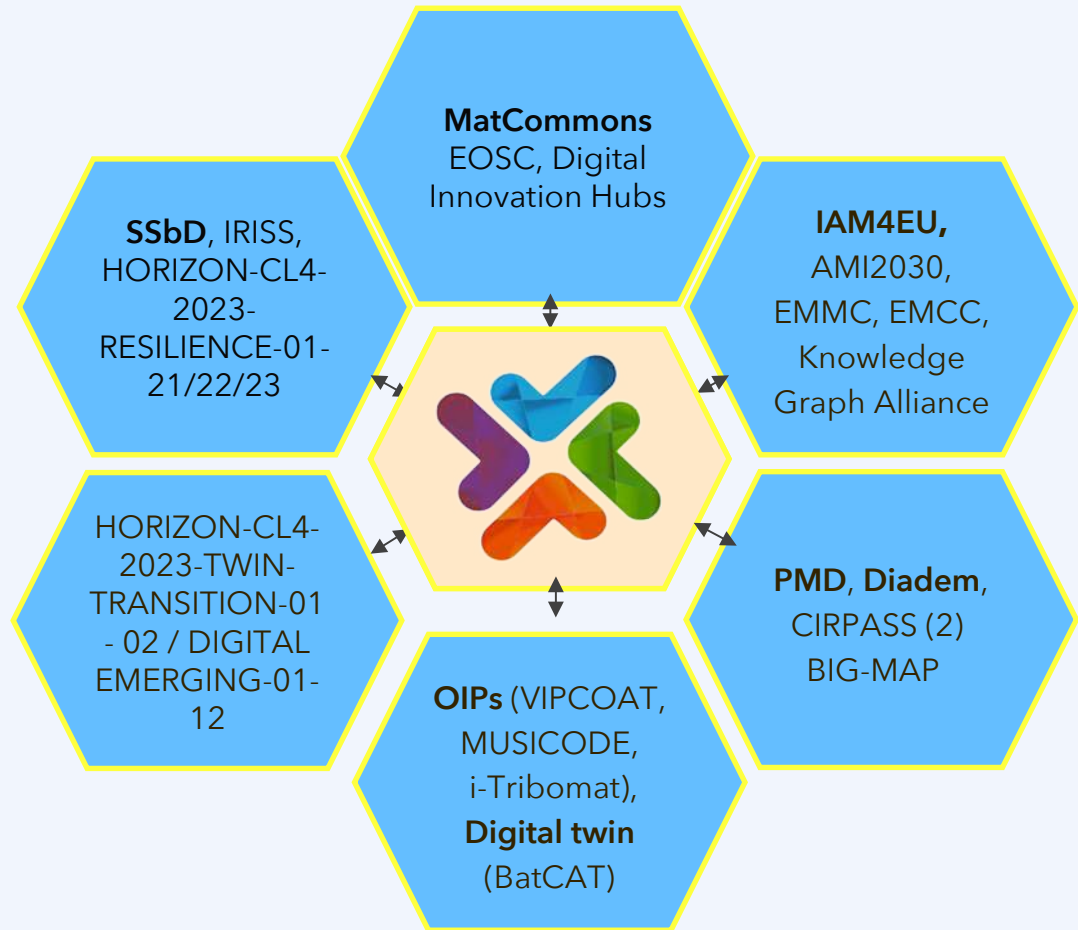 MatCommons
EOSC, Digital
Innovation Hubs
SSbD, IRISS,
HORIZON-CL4-
2023-
RESILIENCE-01-
21/22/23
IAM4EU,
AMI2030,
EMMC, EMCC,
Knowledge
Graph Alliance
HORIZON-CL4-
2023-TWIN-
TRANSITION-01
- 02 / DIGITAL
EMERGING-01-
12
PMD, Diadem,
CIRPASS (2)
BIG-MAP
OIPs (VIPCOAT,
MUSICODE,
i-Tribomat),
Digital twin
(BatCAT)